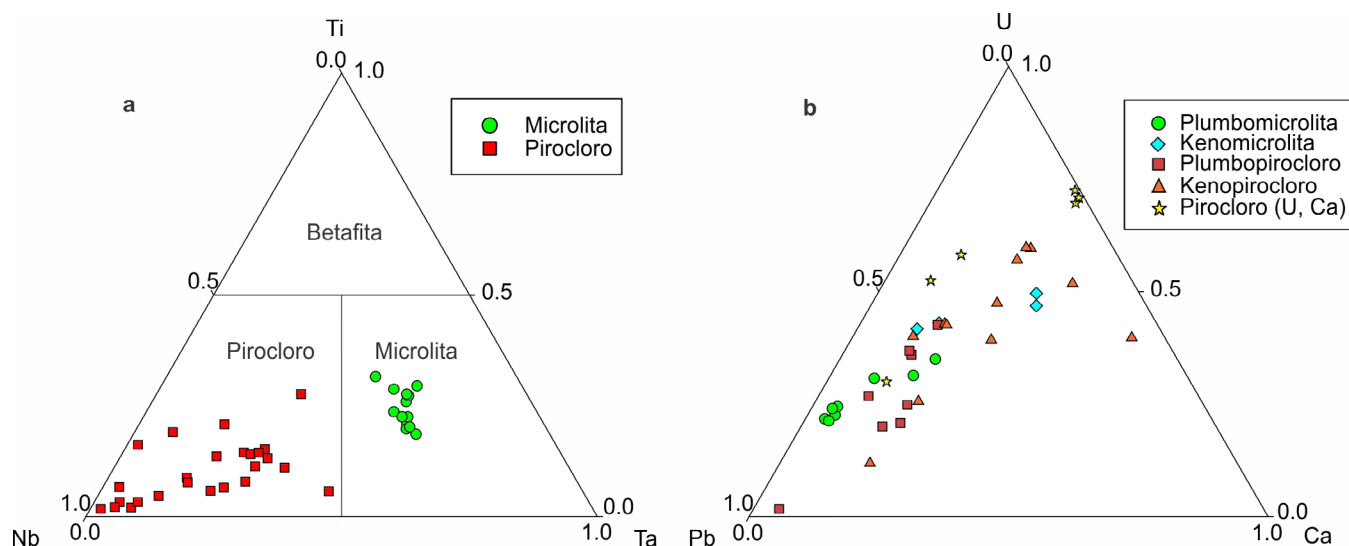 Ti
0.0
1.0
a
Microlita
Pirocloro
Betafita
0.5
0.5
Pirocloro
Microlita
1.0
0.0
0.0
1.0
Nb
Ta
U
0.0
1.0
b
Plumbomicrolita
Kenomicrolita
Plumbopirocloro
Kenopirocloro
Pirocloro (U, Ca)
0.5
0.5
1.0
0.0
0.0
1.0
Pb
Ca